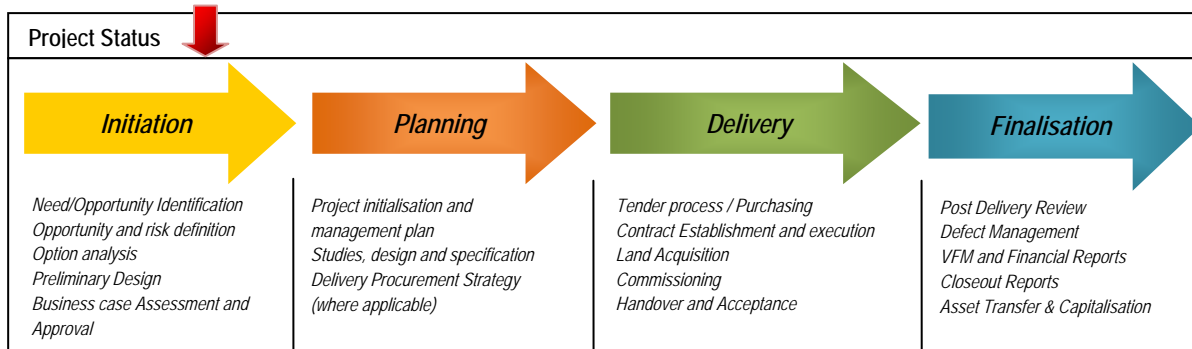 Project Status
Initiation
Planning
Delivery
Finalisation
Need/Opportunity Identification
Opportunity and risk definition
Option analysis
Preliminary Design
Business case Assessment and
Approval
Project initialisation and
management plan
Studies, design and specification
Delivery Procurement Strategy
(where applicable)
Tender process / Purchasing
Contract Establishment and execution
Land Acquisition
Commissioning
Handover and Acceptance
Post Delivery Review
Defect Management
VFM and Financial Reports
Closeout Reports
Asset Transfer & Capitalisation